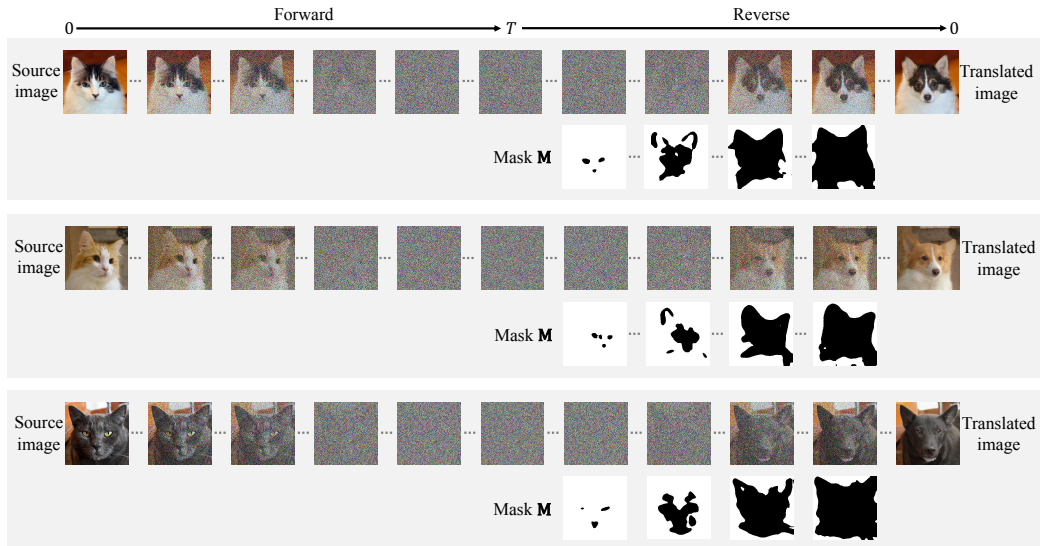 Forward
Reverse
0
T
0
Source
image
Translated
image
Mask M
Source
image
Translated
image
Mask M
Source
image
Translated
image
Mask M